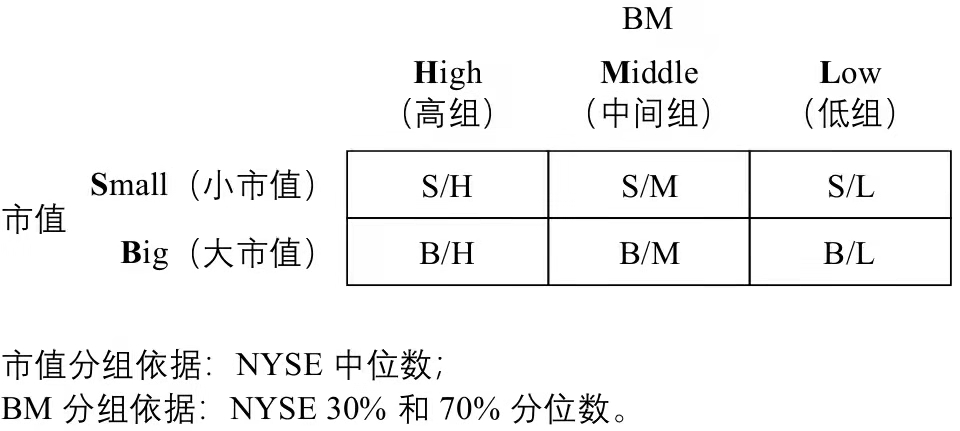 BM
High Middle Low
（高组） （中间组） （低组）
市值
Small（小市值） S/H S/M S/L
Big（大市值） B/H B/M B/L
市值分组依据：NYSE 中位数；
BM 分组依据：NYSE 30% 和 70% 分位数。